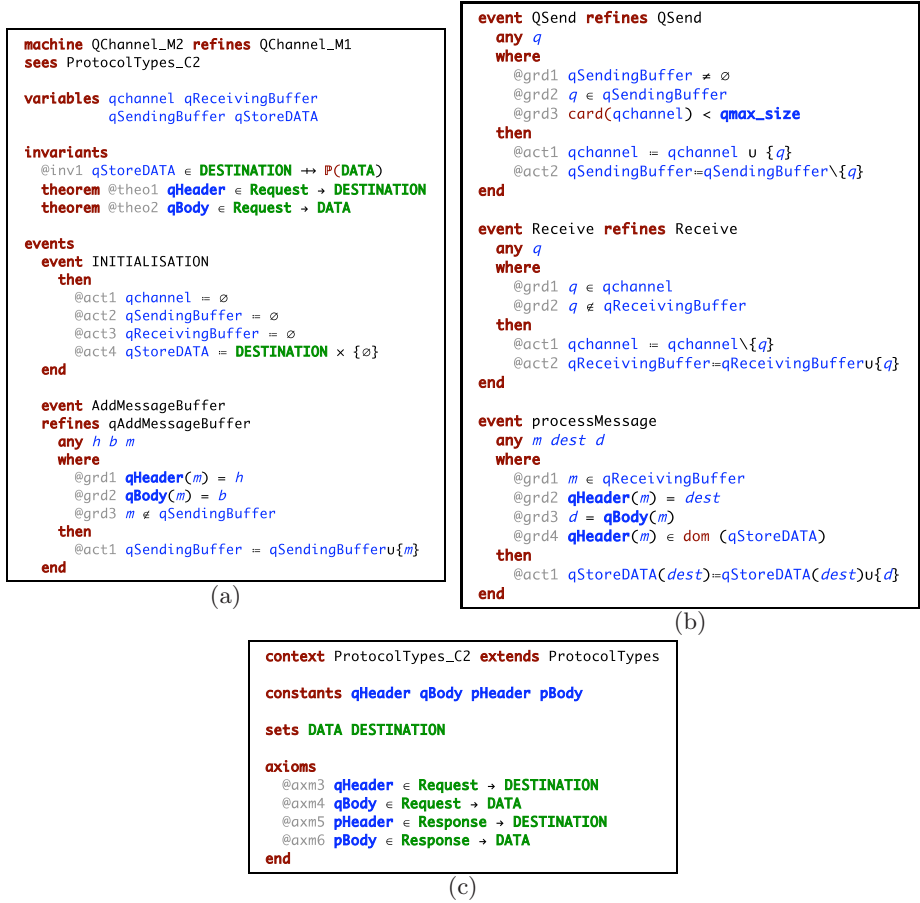 machine QChannel_M2 refines QChannel_M1
sees ProtocolTypes_C2
variables qchannel qReceivingBuffer
qSendingBuffer qStoreDATA
invariants
@inv1 qStoreDATA ∈ DESTINATION ⇸ ℙ(DATA)
theorem @theo1 qHeader ∈ Request → DESTINATION
theorem @theo2 qBody ∈ Request → DATA
events
event INITIALISATION
then
@act1 qchannel ≔ ∅
@act2 qSendingBuffer ≔ ∅
@act3 qReceivingBuffer ≔ ∅
@act4 qStoreDATA ≔ DESTINATION × {∅}
end
event AddMessageBuffer
refines qAddMessageBuffer
any h b m
where
@grd1 qHeader(m) = h
@grd2 qBody(m) = b
@grd3 m ∉ qSendingBuffer
then
@act1 qSendingBuffer ≔ qSendingBuffer∪{m}
end
(a)
event QSend refines QSend
any q
where
@grd1 qSendingBuffer ≠ ∅
@grd2 q ∈ qSendingBuffer
@grd3 card(qchannel) < qmax_size
then
@act1 qchannel ≔ qchannel ∪ {q}
@act2 qSendingBuffer≔qSendingBuffer\{q}
end
event Receive refines Receive
any q
where
@grd1 q ∈ qchannel
@grd2 q ∉ qReceivingBuffer
then
@act1 qchannel ≔ qchannel\{q}
@act2 qReceivingBuffer≔qReceivingBuffer∪{q}
end
event processMessage
any m dest d
where
@grd1 m ∈ qReceivingBuffer
@grd2 qHeader(m) = dest
@grd3 d = qBody(m)
@grd4 qHeader(m) ∈ dom (qStoreDATA)
then
@act1 qStoreDATA(dest)≔qStoreDATA(dest)∪{d}
end
(b)
context ProtocolTypes_C2 extends ProtocolTypes
constants qHeader qBody pHeader pBody
sets DATA DESTINATION
axioms
@axm3 qHeader ∈ Request → DESTINATION
@axm4 qBody ∈ Request → DATA
@axm5 pHeader ∈ Response → DESTINATION
@axm6 pBody ∈ Response → DATA
end
(c)